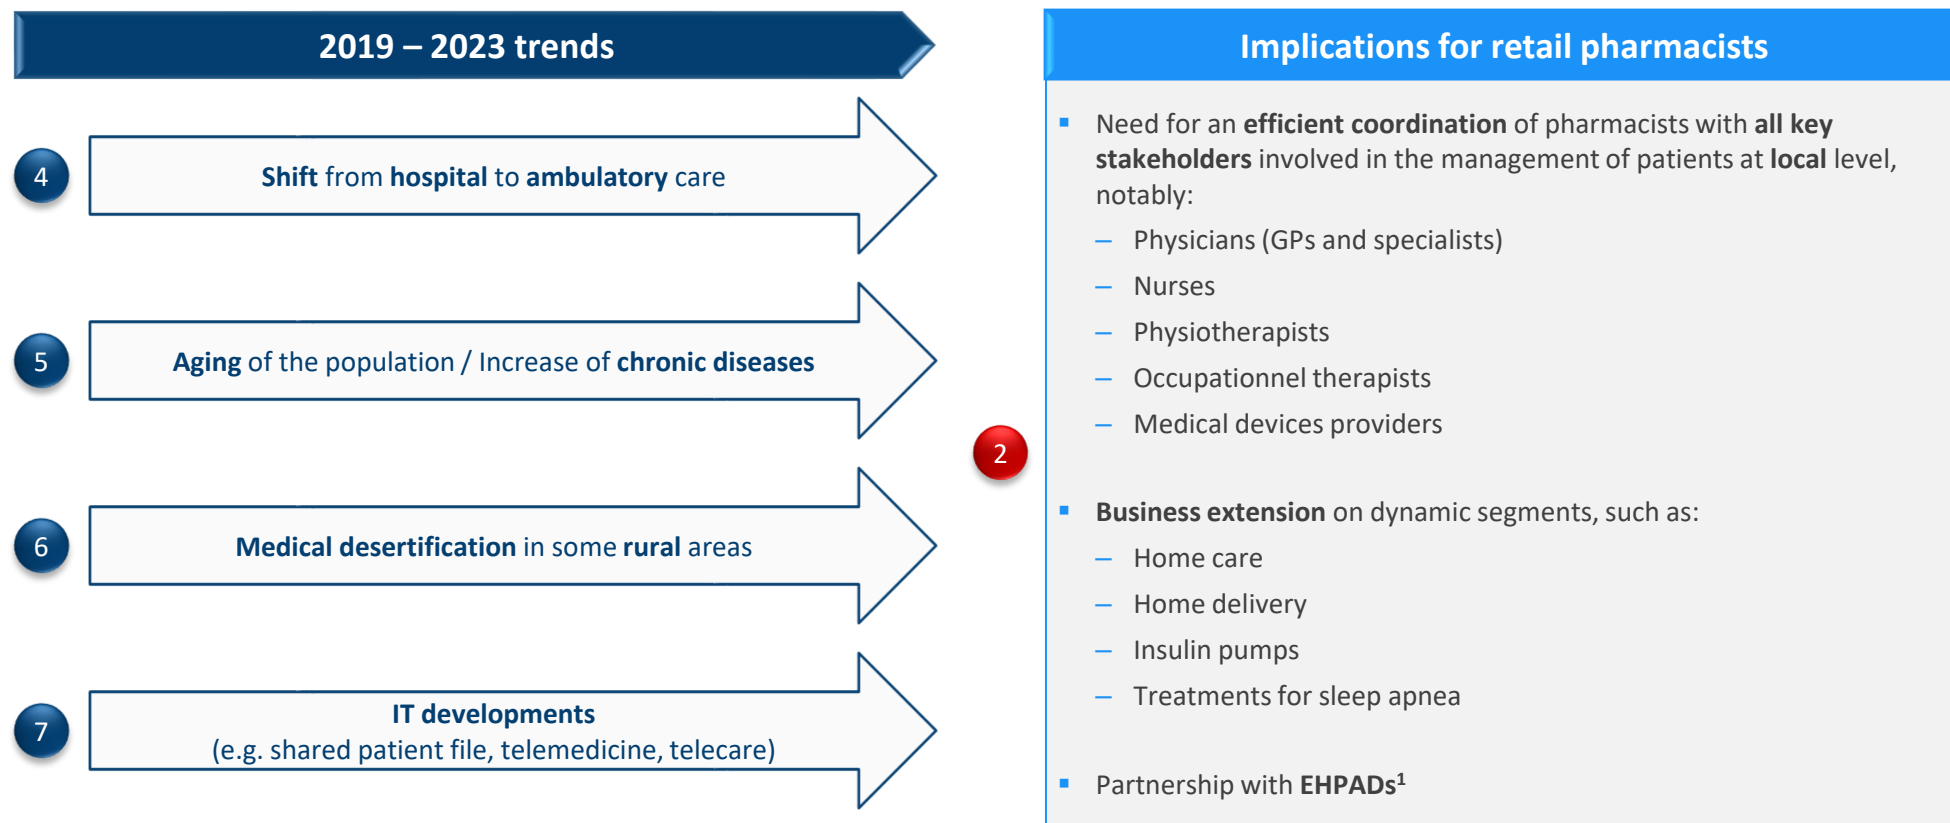 2019 – 2023 trends
4
Shift from hospital to ambulatory care
5
Aging of the population / Increase of chronic diseases
6
Medical desertification in some rural areas
7
IT developments
(e.g. shared patient file, telemedicine, telecare)
2
Implications for retail pharmacists
▪ Need for an efficient coordination of pharmacists with all key
stakeholders involved in the management of patients at local level,
notably:
– Physicians (GPs and specialists)
– Nurses
– Physiotherapists
– Occupationnel therapists
– Medical devices providers
▪ Business extension on dynamic segments, such as:
– Home care
– Home delivery
– Insulin pumps
– Treatments for sleep apnea
▪ Partnership with EHPADs¹